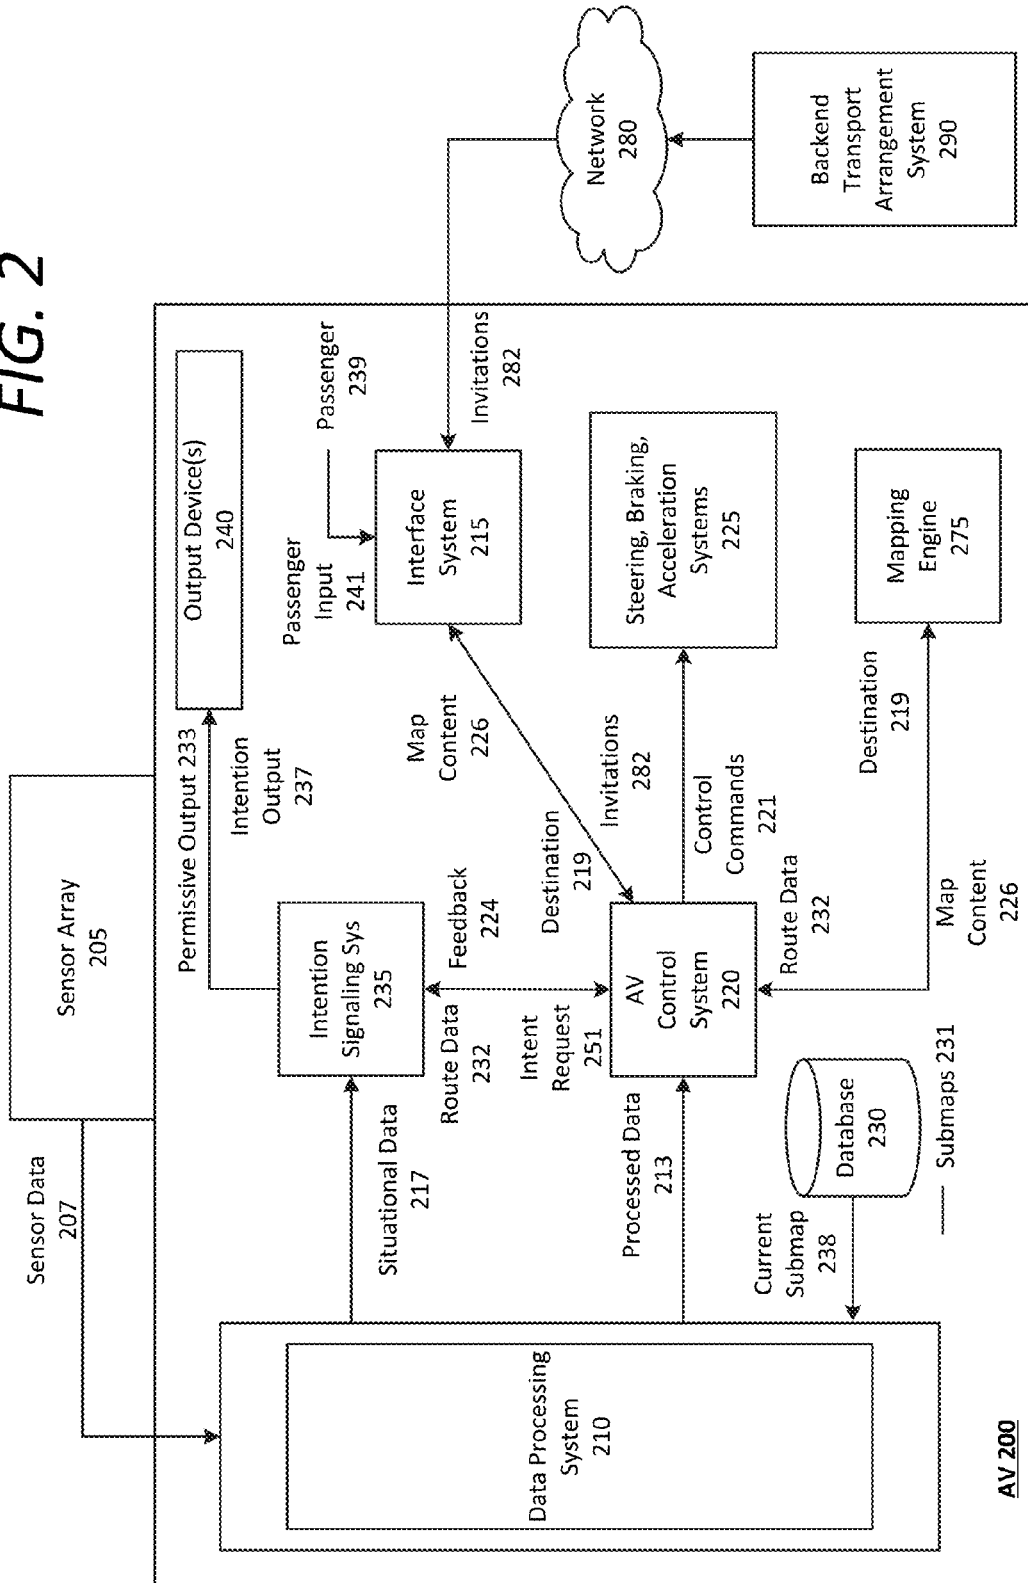 FIG. 2
Sensor Array
205
Sensor Data
207
Permissive Output 233
Intention
Output
237
Output Device(s)
240
Passenger
239
Passenger
Input
241
Interface
System
215
Invitations
282
Network
280
Backend
Transport
Arrangement
System
290
Data Processing
System
210
Situational Data
217
Intention
Signaling Sys
235
Route Data
232
Feedback
224
Intent
Request
251
Map
Content
226
Destination
219
Invitations
282
Processed Data
213
AV
Control
System
220
Control
Commands
221
Steering, Braking,
Acceleration
Systems
225
Route Data
232
Destination
219
Map
Content
226
Mapping
Engine
275
Current
Submap
238
Database
230
Submaps 231
AV 200